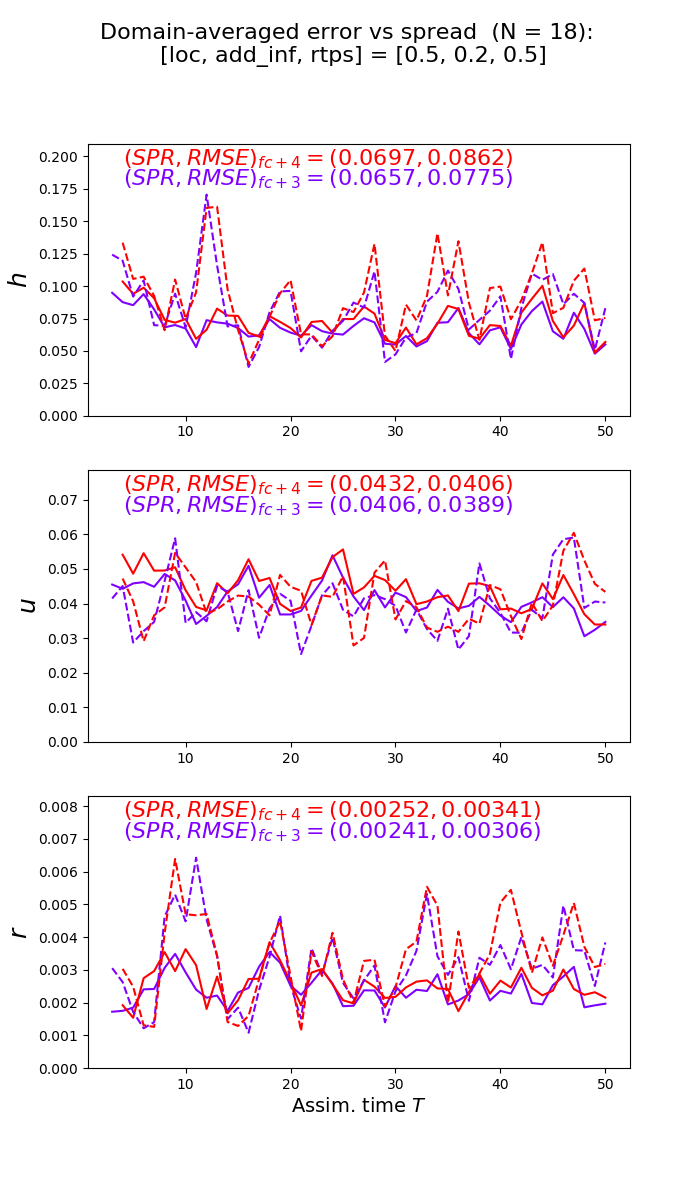 Domain-averaged error vs spread (N = 18):
[loc, add_inf, rtps] = [0.5, 0.2, 0.5]
(SPR, RMSE)fc+4 = (0.0697, 0.0862)
(SPR, RMSE)fc+3 = (0.0657, 0.0775)
0.200
0.175
0.150
0.125
0.100
0.075
0.050
0.025
0.000
h
10 20 30 40 50
(SPR, RMSE)fc+4 = (0.0432, 0.0406)
(SPR, RMSE)fc+3 = (0.0406, 0.0389)
0.07
0.06
0.05
0.04
0.03
0.02
0.01
0.00
u
10 20 30 40 50
(SPR, RMSE)fc+4 = (0.00252, 0.00341)
(SPR, RMSE)fc+3 = (0.00241, 0.00306)
0.008
0.007
0.006
0.005
0.004
0.003
0.002
0.001
0.000
r
10 20 30 40 50
Assim. time T